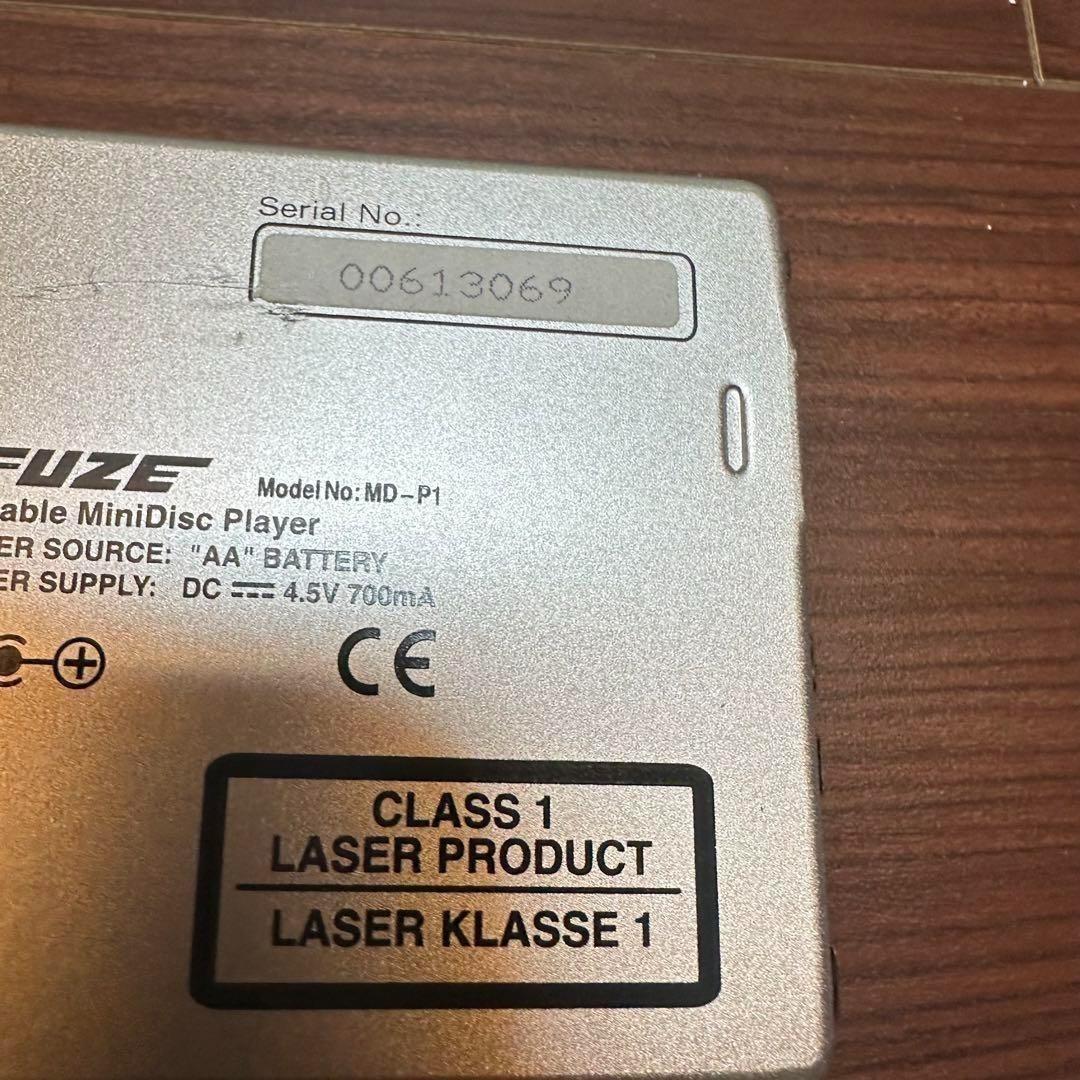 Serial No.:
00613069
FUZE
Model No: MD-P1
able MiniDisc Player
ER SOURCE: "AA" BATTERY
ER SUPPLY: DC ⎓ 4.5V 700mA
CE
CLASS 1
LASER PRODUCT
LASER KLASSE 1